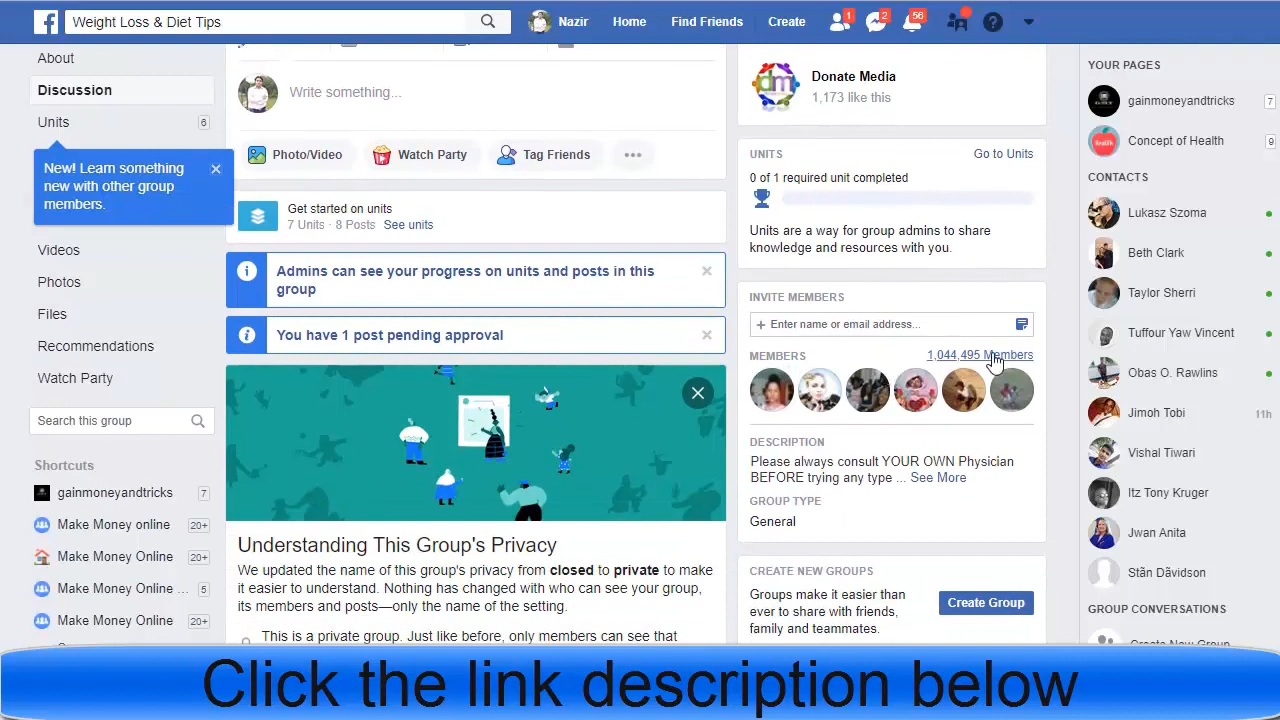 Weight Loss & Diet Tips
Nazir
Home
Find Friends
Create
1
2
56
About
Discussion
Units
6
New! Learn something
new with other group
members.
Videos
Photos
Files
Recommendations
Watch Party
Search this group
Shortcuts
gainmoneyandtricks
7
Make Money online
20+
Make Money Online
20+
Make Money Online ...
5
Make Money Online
20+
Write something...
Photo/Video
Watch Party
Tag Friends
Get started on units
7 Units · 8 Posts See units
Admins can see your progress on units and posts in this
group
You have 1 post pending approval
Understanding This Group's Privacy
We updated the name of this group's privacy from closed to private to make
it easier to understand. Nothing has changed with who can see your group,
its members and posts—only the name of the setting.
This is a private group. Just like before, only members can see that
dm
Donate Media
1,173 like this
UNITS
Go to Units
0 of 1 required unit completed
Units are a way for group admins to share
knowledge and resources with you.
INVITE MEMBERS
+ Enter name or email address...
MEMBERS
1,044,495 Members
DESCRIPTION
Please always consult YOUR OWN Physician
BEFORE trying any type ... See More
GROUP TYPE
General
CREATE NEW GROUPS
Groups make it easier than
ever to share with friends,
family and teammates.
Create Group
YOUR PAGES
gainmoneyandtricks
7
Concept of Health
9
CONTACTS
Lukasz Szoma
Beth Clark
Taylor Sherri
Tuffour Yaw Vincent
Obas O. Rawlins
Jimoh Tobi
11h
Vishal Tiwari
Itz Tony Kruger
Jwan Anita
Stān Dāvidson
GROUP CONVERSATIONS
Create New Group
Click the link description below